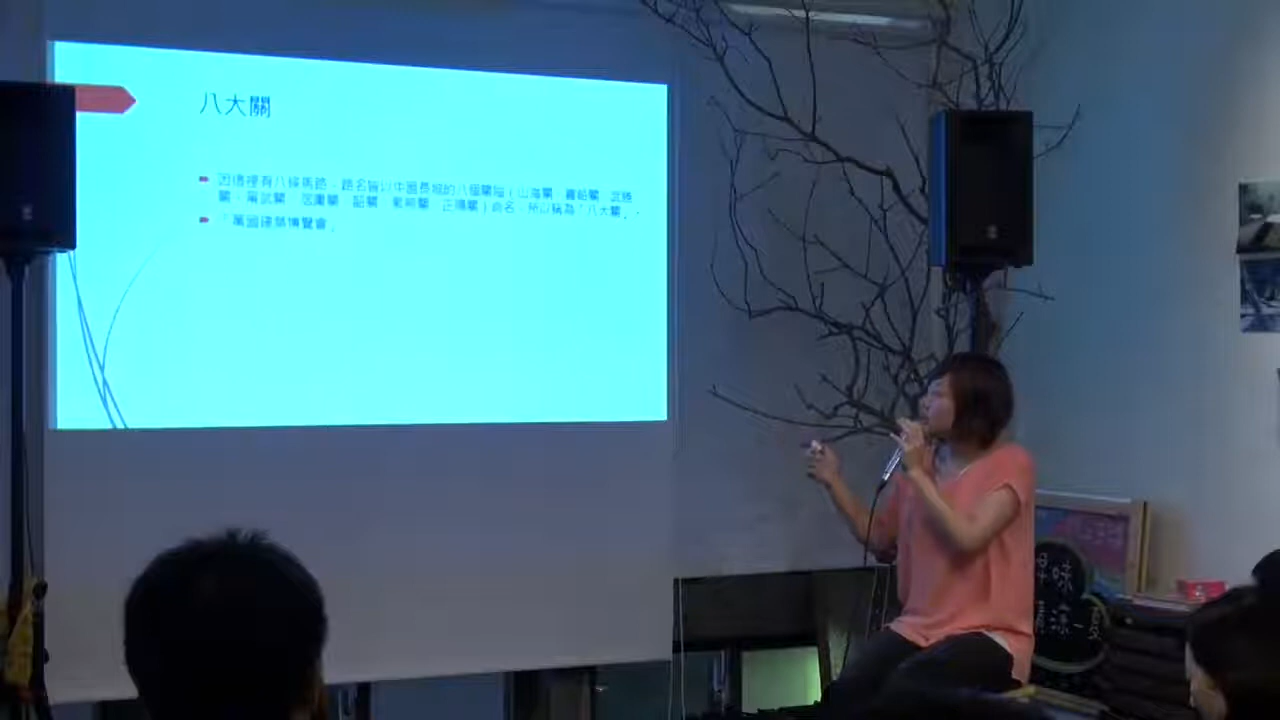 八大關
因這裡有八條馬路，路名皆以中國長城的八個關隘（山海關、嘉峪關、武勝
關、寧武關、居庸關、韶關、紫荊關、正陽關）命名，所以稱為「八大關」。
「萬國建築博覽會」